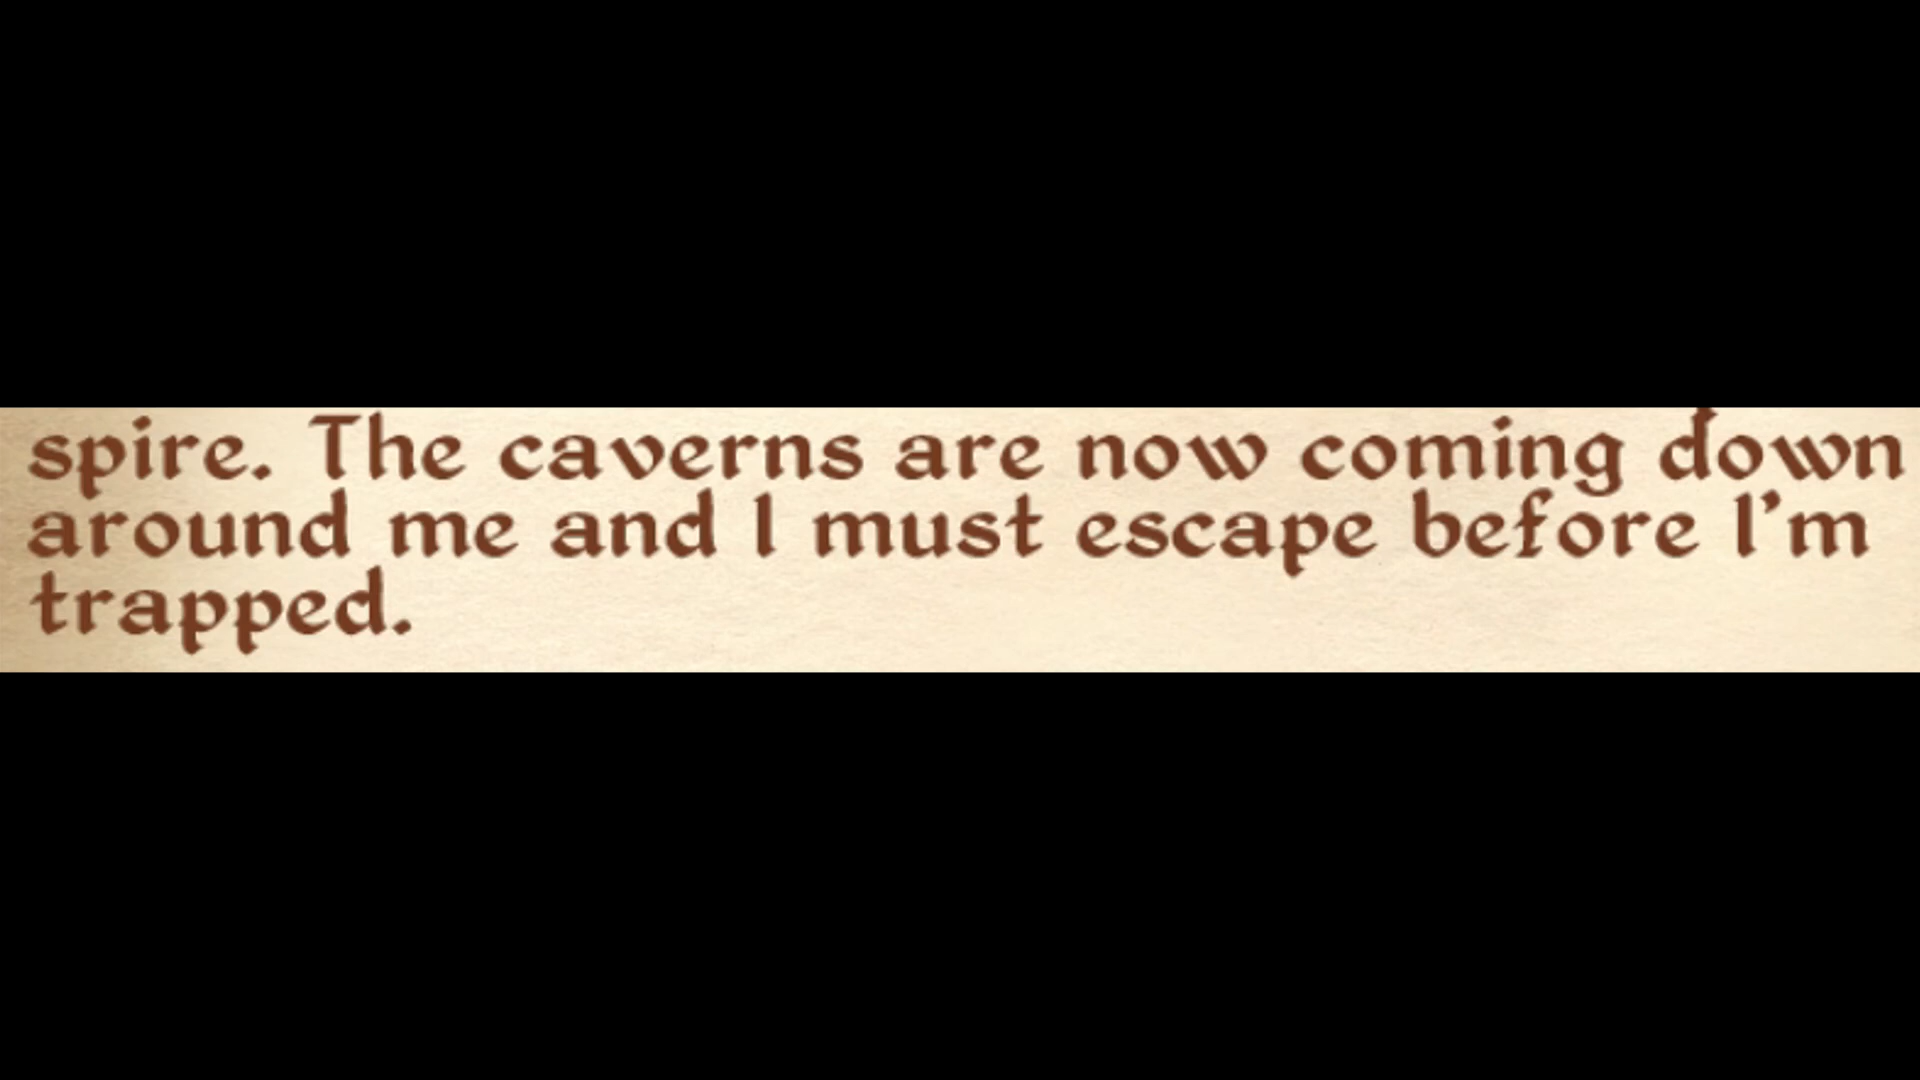 spire. The caverns are now coming down
around me and I must escape before I'm
trapped.